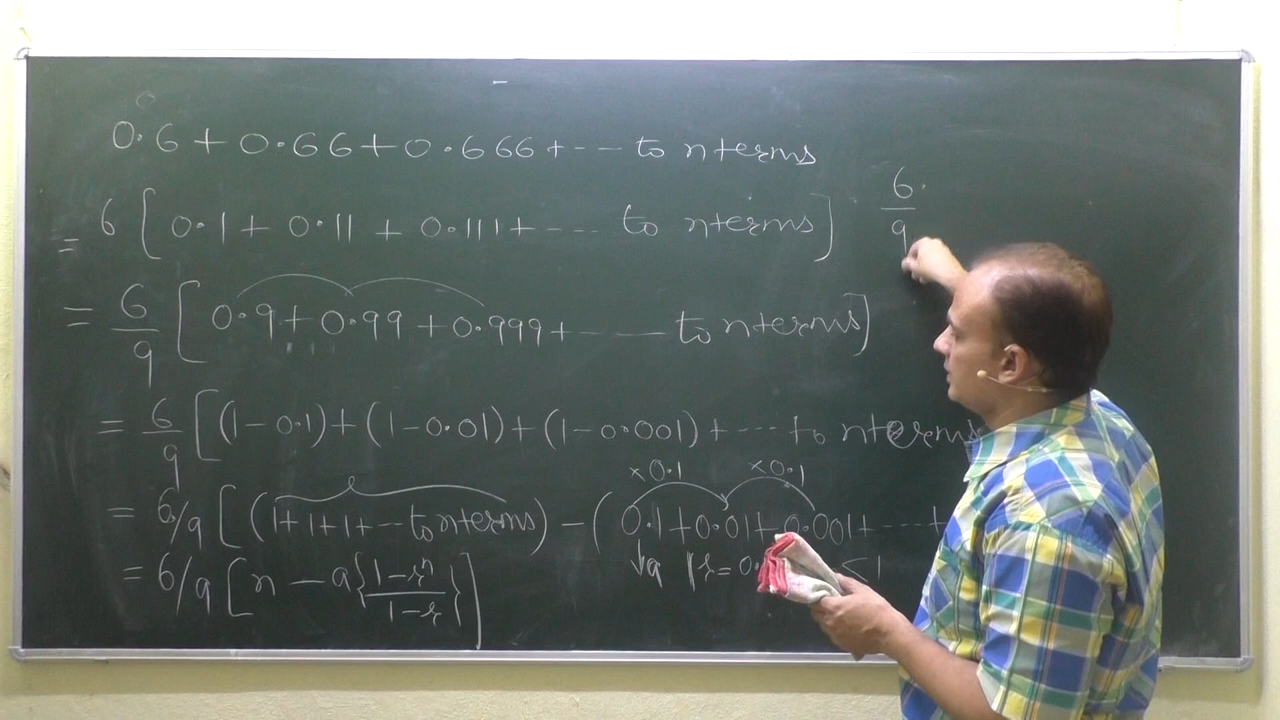 0.6 + 0.66 + 0.666 + --- to n terms
= 6 [ 0.1 + 0.11 + 0.111 + ---- to n terms ]
= 6/9 [ 0.9 + 0.99 + 0.999 + ---- to n terms ]
= 6/9 [ (1-0.1) + (1-0.01) + (1-0.001) + --- to n terms
×0.1 ×0.1
= 6/9 [ (1+1+1+-- to n terms) - ( 0.1+0.01+0.001+----
= 6/9 [ n - a { 1-rⁿ / 1-r } ]
a |r = 0. < 1
6
9